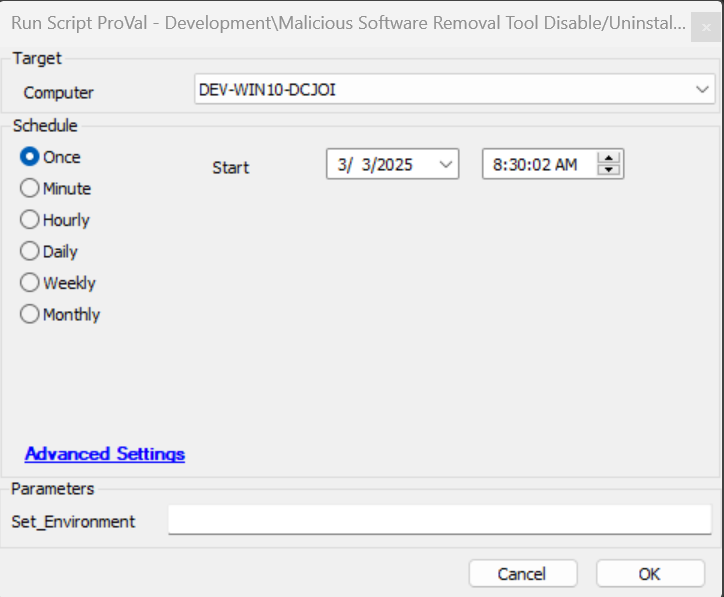 Run Script ProVal - Development\Malicious Software Removal Tool Disable/Uninstal...
Target
Computer
DEV-WIN10-DCJOI
Schedule
Once
Start
3/ 3/2025
8:30:02 AM
Minute
Hourly
Daily
Weekly
Monthly
Advanced Settings
Parameters
Set_Environment
Cancel
OK